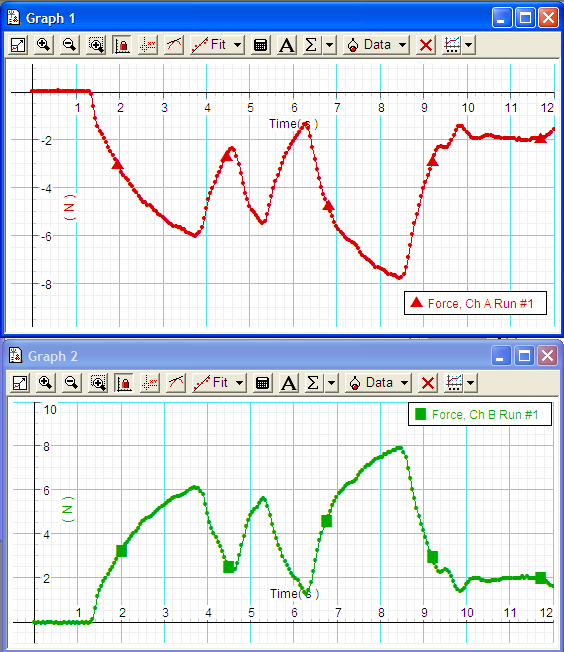 Graph 1
Fit Σ Data
2 3 4 5 6 7 8 9 10 11 12
Time( s )
-2
-4
( N )
-6
-8
Force, Ch A Run #1
Graph 2
Fit Σ Data
10
Force, Ch B Run #1
8
6
( N )
4
2
Time( s )
1 2 3 4 5 6 7 8 9 10 11 12